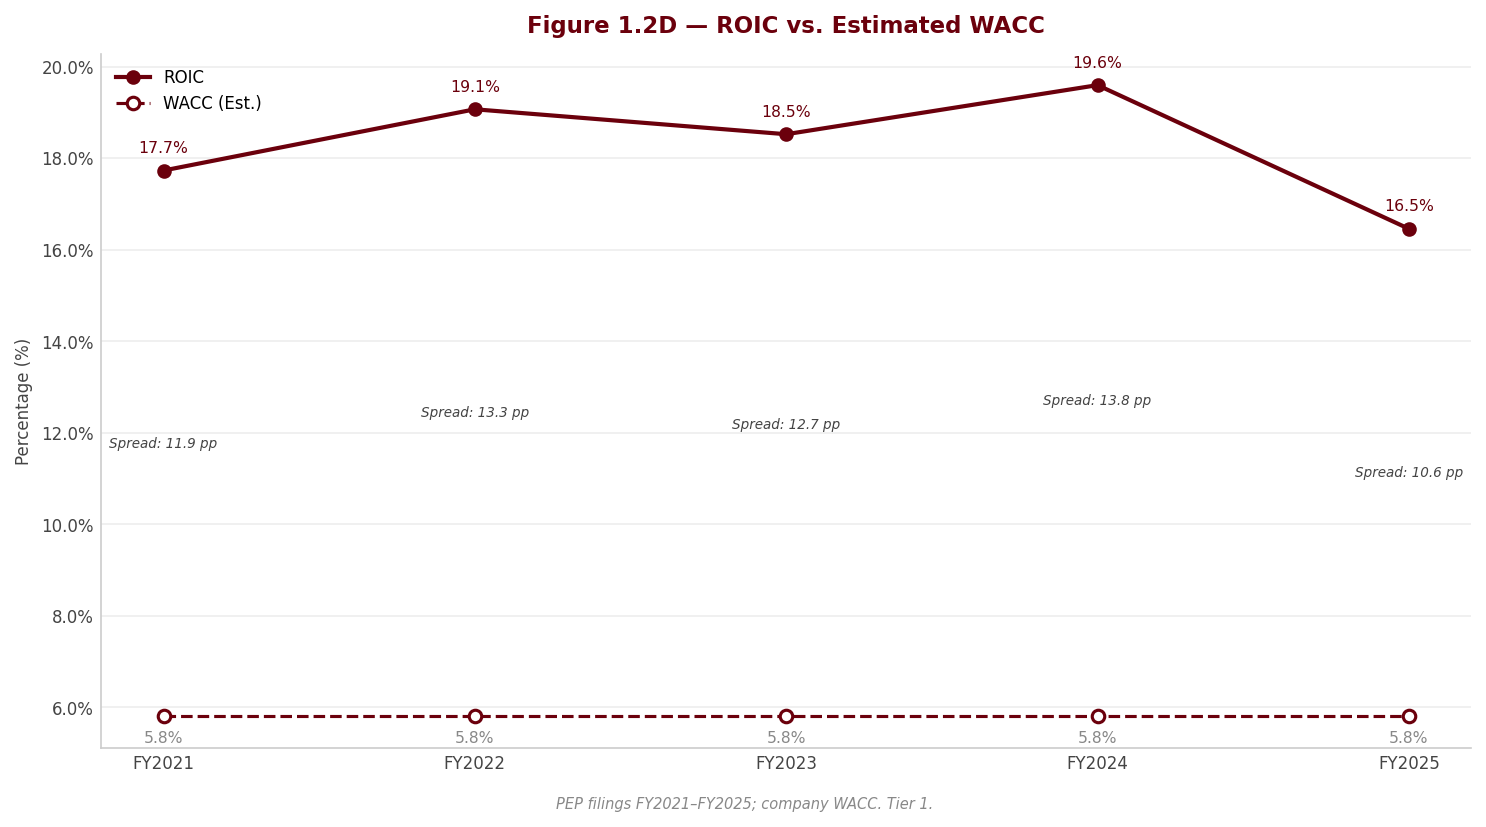 Figure 1.2D — ROIC vs. Estimated WACC
ROIC
WACC (Est.)
Percentage (%)
20.0%
18.0%
16.0%
14.0%
12.0%
10.0%
8.0%
6.0%
17.7%
19.1%
18.5%
19.6%
16.5%
Spread: 11.9 pp
Spread: 13.3 pp
Spread: 12.7 pp
Spread: 13.8 pp
Spread: 10.6 pp
5.8%
5.8%
5.8%
5.8%
5.8%
FY2021
FY2022
FY2023
FY2024
FY2025
PEP filings FY2021–FY2025; company WACC. Tier 1.